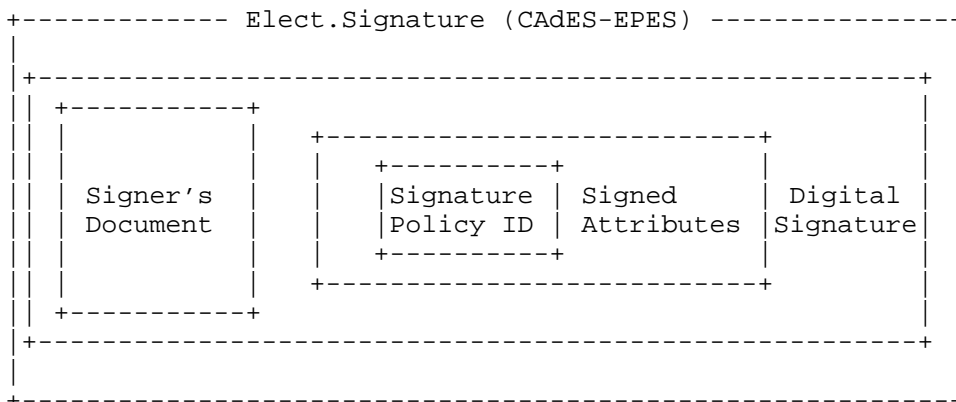 Elect.Signature (CAdES-EPES)
Signer's Signature Signed Digital
Document Policy ID Attributes Signature